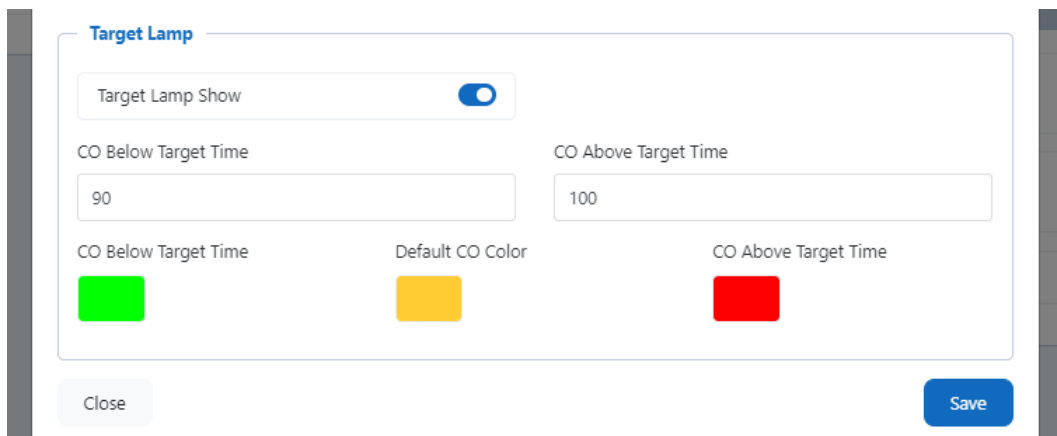 Target Lamp
Target Lamp Show
CO Below Target Time
CO Above Target Time
90
100
CO Below Target Time
Default CO Color
CO Above Target Time
Close
Save